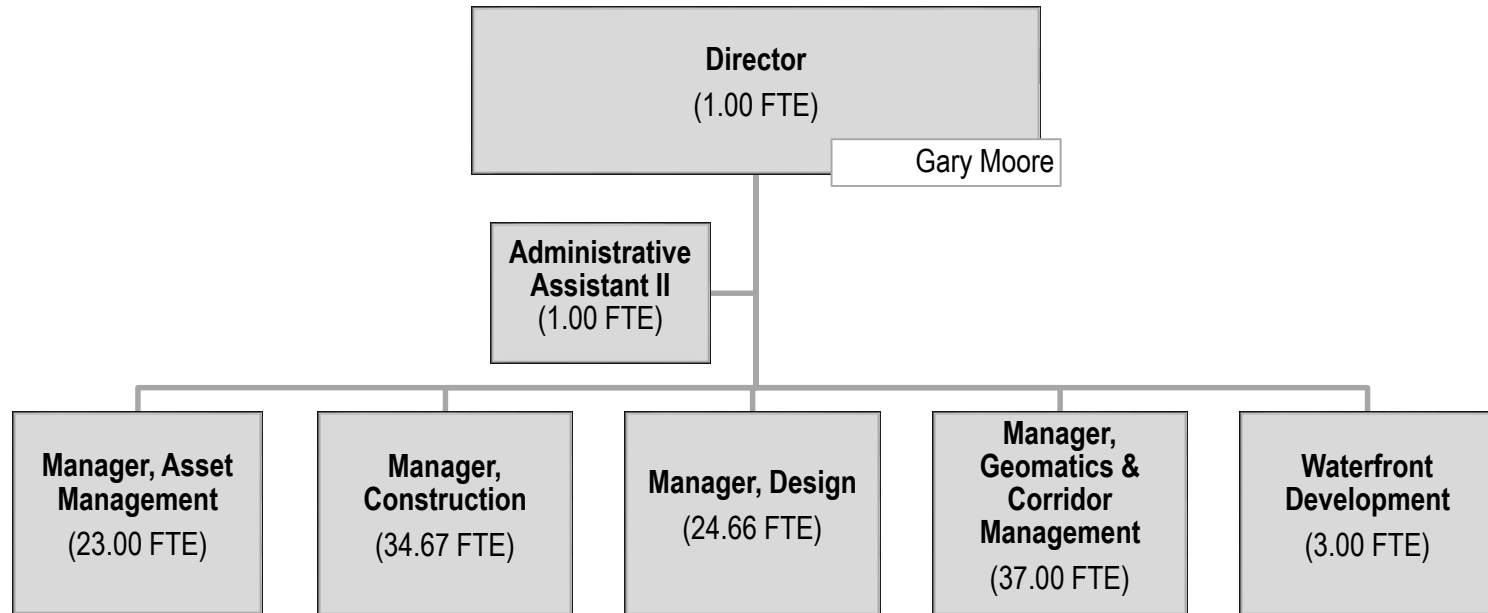 Director
(1.00 FTE)
Gary Moore
Administrative
Assistant II
(1.00 FTE)
Manager, Asset
Management
(23.00 FTE)
Manager,
Construction
(34.67 FTE)
Manager, Design
(24.66 FTE)
Manager,
Geomatics &
Corridor
Management
(37.00 FTE)
Waterfront
Development
(3.00 FTE)